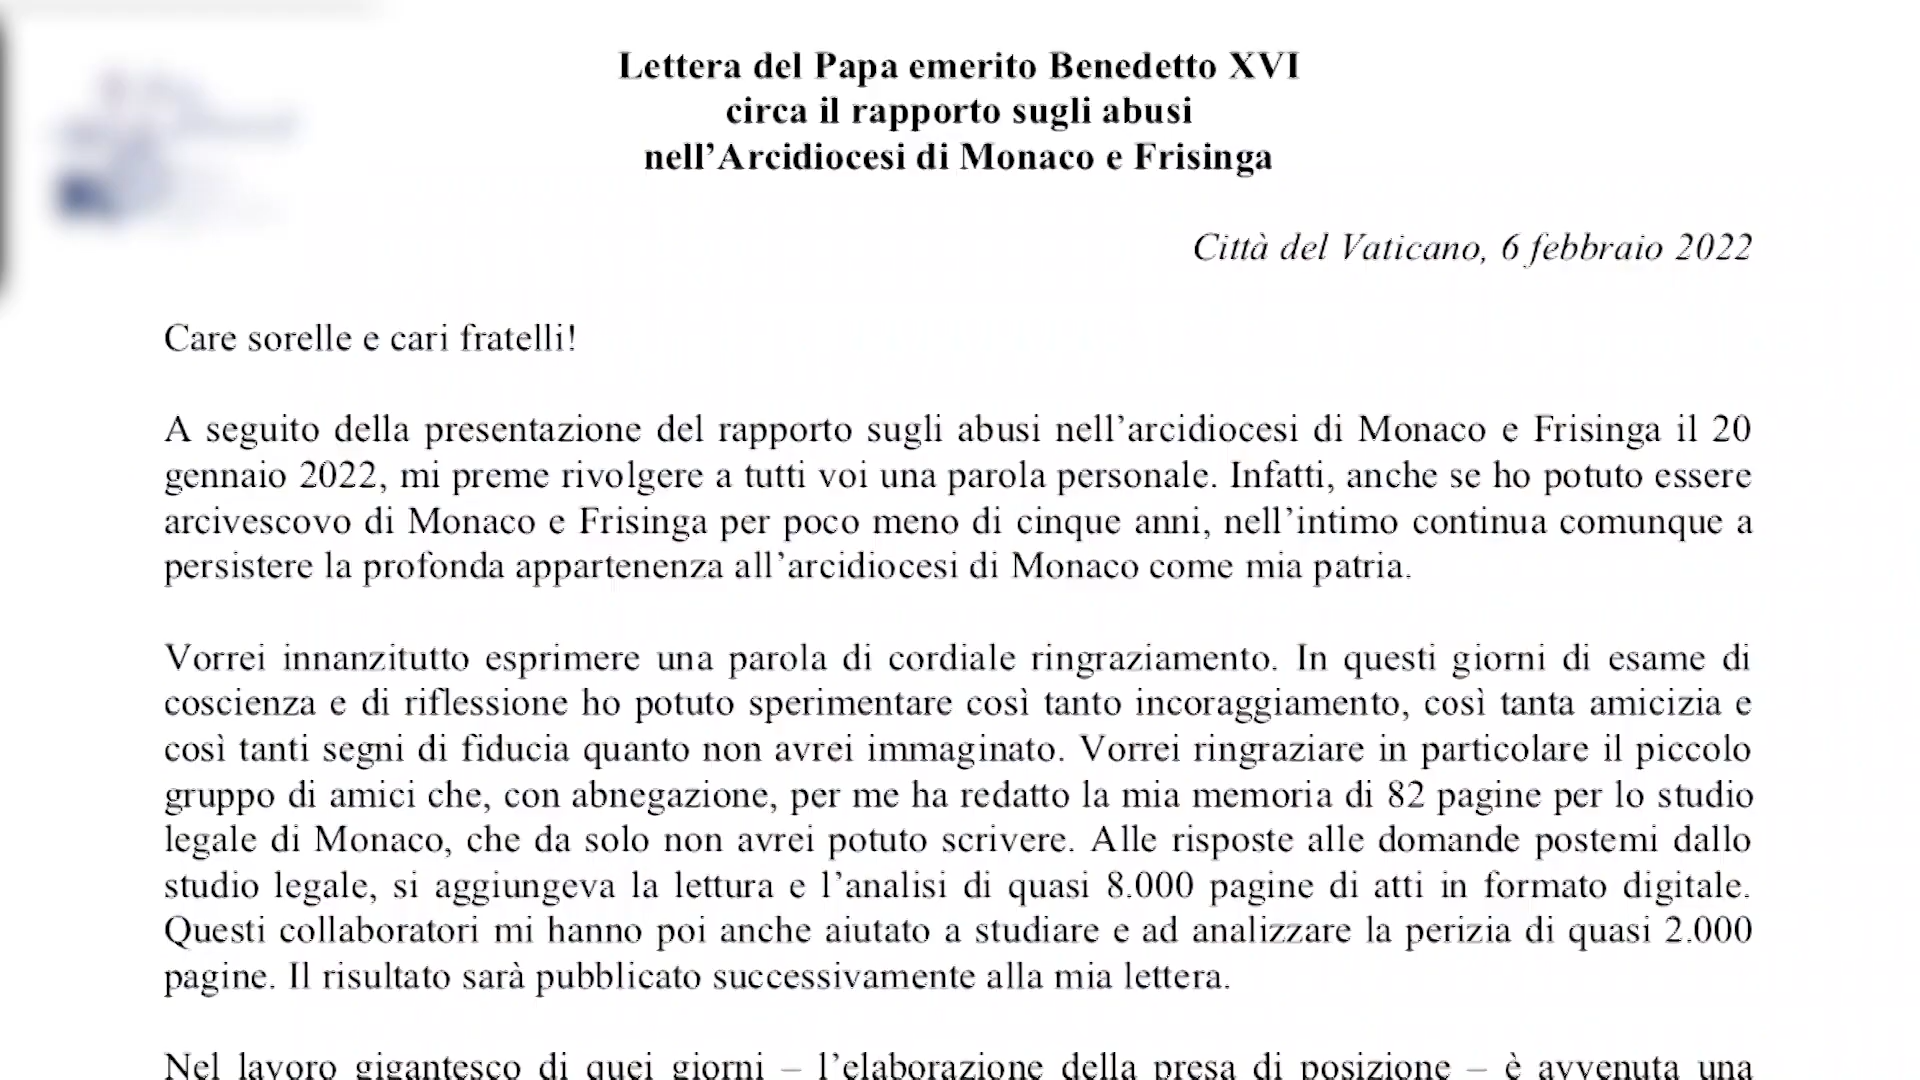 Lettera del Papa emerito Benedetto XVI
circa il rapporto sugli abusi
nell’Arcidiocesi di Monaco e Frisinga
Città del Vaticano, 6 febbraio 2022
Care sorelle e cari fratelli!
A seguito della presentazione del rapporto sugli abusi nell’arcidiocesi di Monaco e Frisinga il 20
gennaio 2022, mi preme rivolgere a tutti voi una parola personale. Infatti, anche se ho potuto essere
arcivescovo di Monaco e Frisinga per poco meno di cinque anni, nell’intimo continua comunque a
persistere la profonda appartenenza all’arcidiocesi di Monaco come mia patria.
Vorrei innanzitutto esprimere una parola di cordiale ringraziamento. In questi giorni di esame di
coscienza e di riflessione ho potuto sperimentare così tanto incoraggiamento, così tanta amicizia e
così tanti segni di fiducia quanto non avrei immaginato. Vorrei ringraziare in particolare il piccolo
gruppo di amici che, con abnegazione, per me ha redatto la mia memoria di 82 pagine per lo studio
legale di Monaco, che da solo non avrei potuto scrivere. Alle risposte alle domande postemi dallo
studio legale, si aggiungeva la lettura e l’analisi di quasi 8.000 pagine di atti in formato digitale.
Questi collaboratori mi hanno poi anche aiutato a studiare e ad analizzare la perizia di quasi 2.000
pagine. Il risultato sarà pubblicato successivamente alla mia lettera.
Nel lavoro gigantesco di quei giorni – l’elaborazione della presa di posizione – è avvenuta una